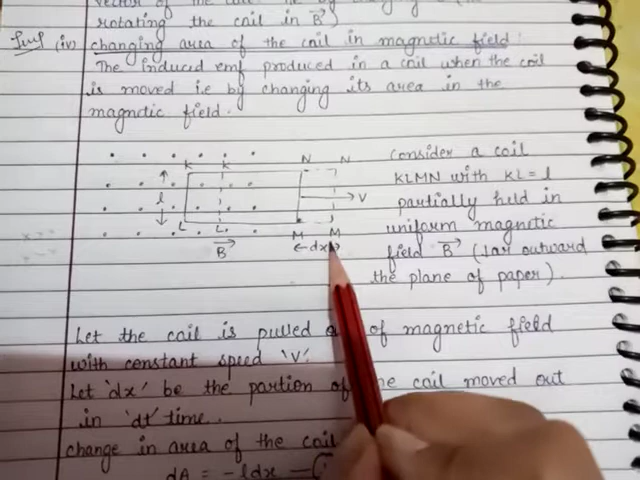 rotating the coil in B→)
Imp (iv) changing area of the coil in magnetic field:
The induced emf produced in a coil when the coil
is moved i.e by changing its area in the
magnetic field.
K K N N
l
L L M M
V
B→
←dx→
Consider a coil
KLMN with KL = l
partially held in
uniform magnetic
field B→ (1ar outward
the plane of paper).
Let the coil is pulled of magnetic field
with constant speed 'V'.
Let 'dx' be the portion of the coil moved out
in 'dt' time.
change in area of the coil
dA = -ldx